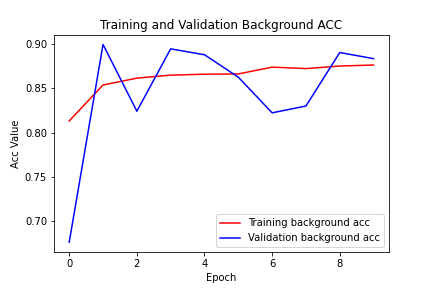 Training and Validation Background ACC
Acc Value
0.90
0.85
0.80
0.75
0.70
Training background acc
Validation background acc
0
2
4
6
8
Epoch